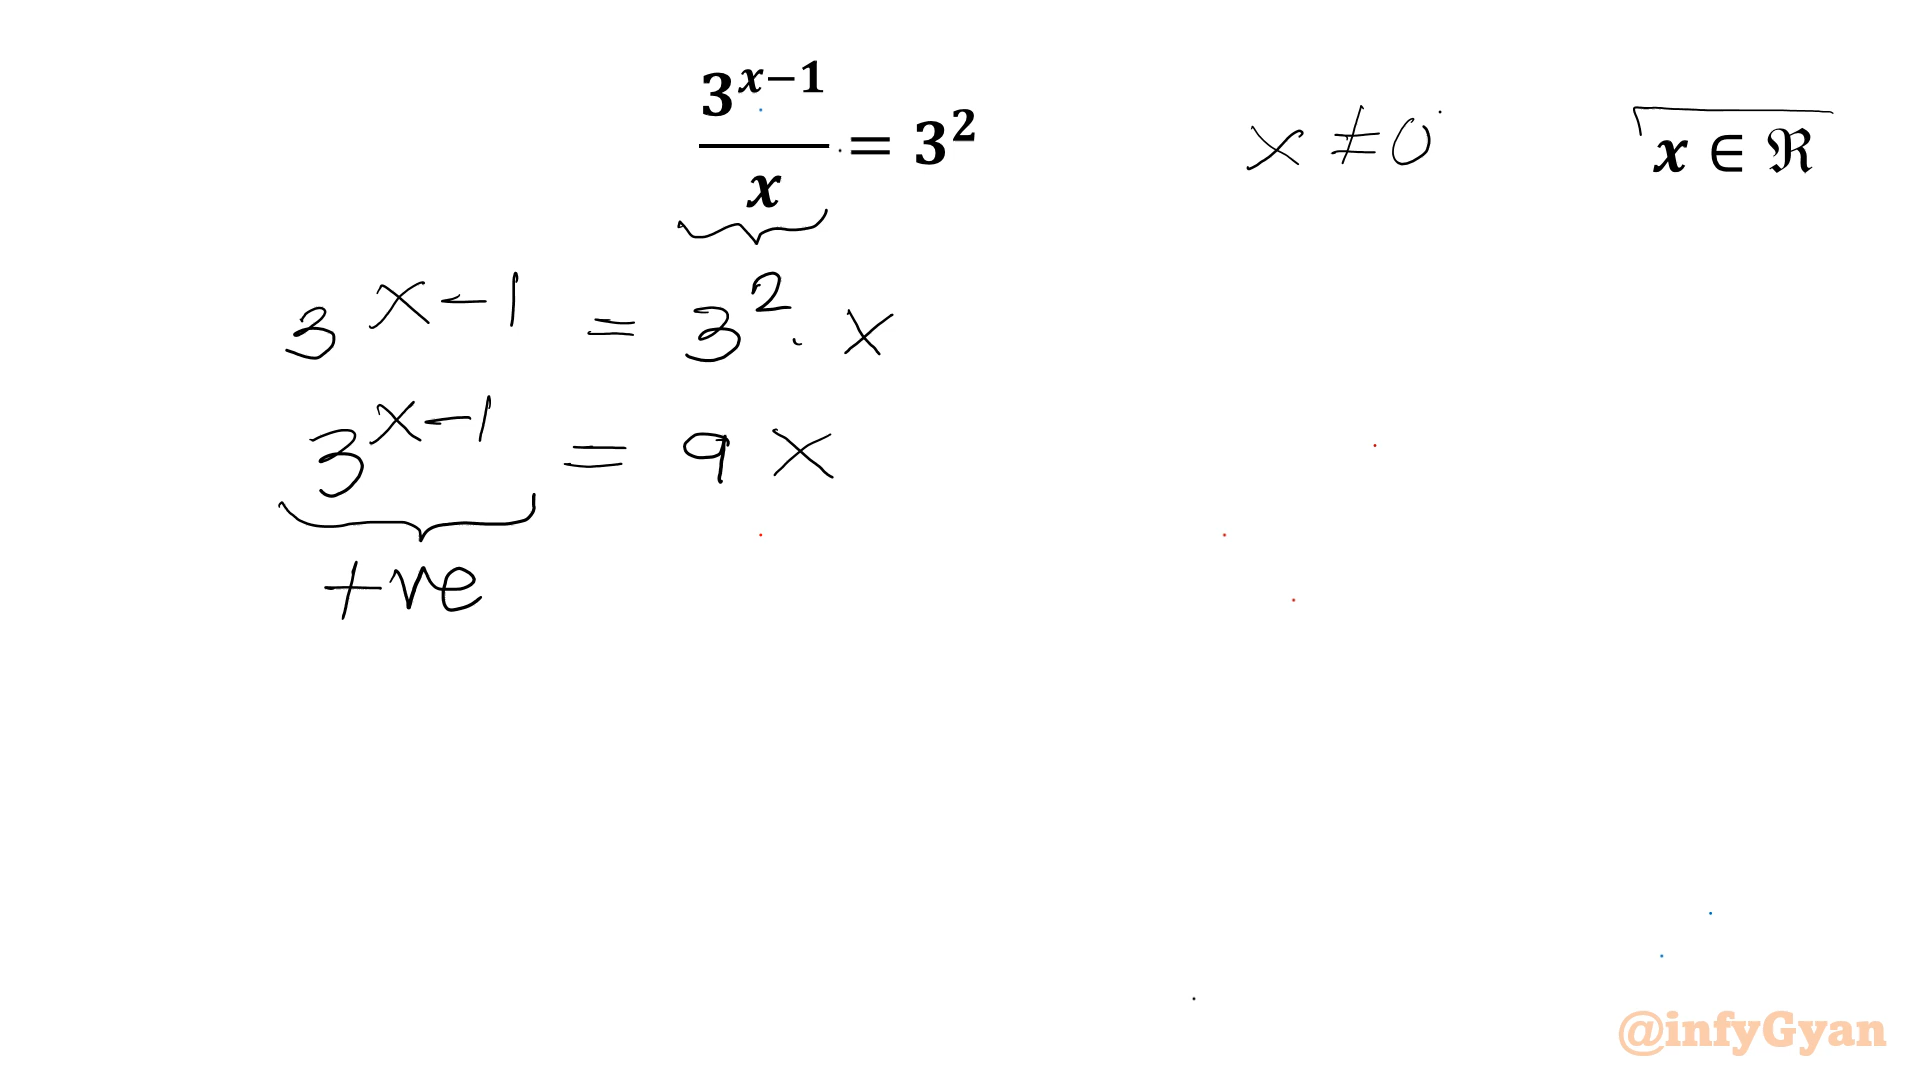 3^{x-1}/x = 3^2
x ≠ 0
x ∈ ℜ
3^{x-1} = 3^2 · x
3^{x-1} = 9x
+ve
@infyGyan